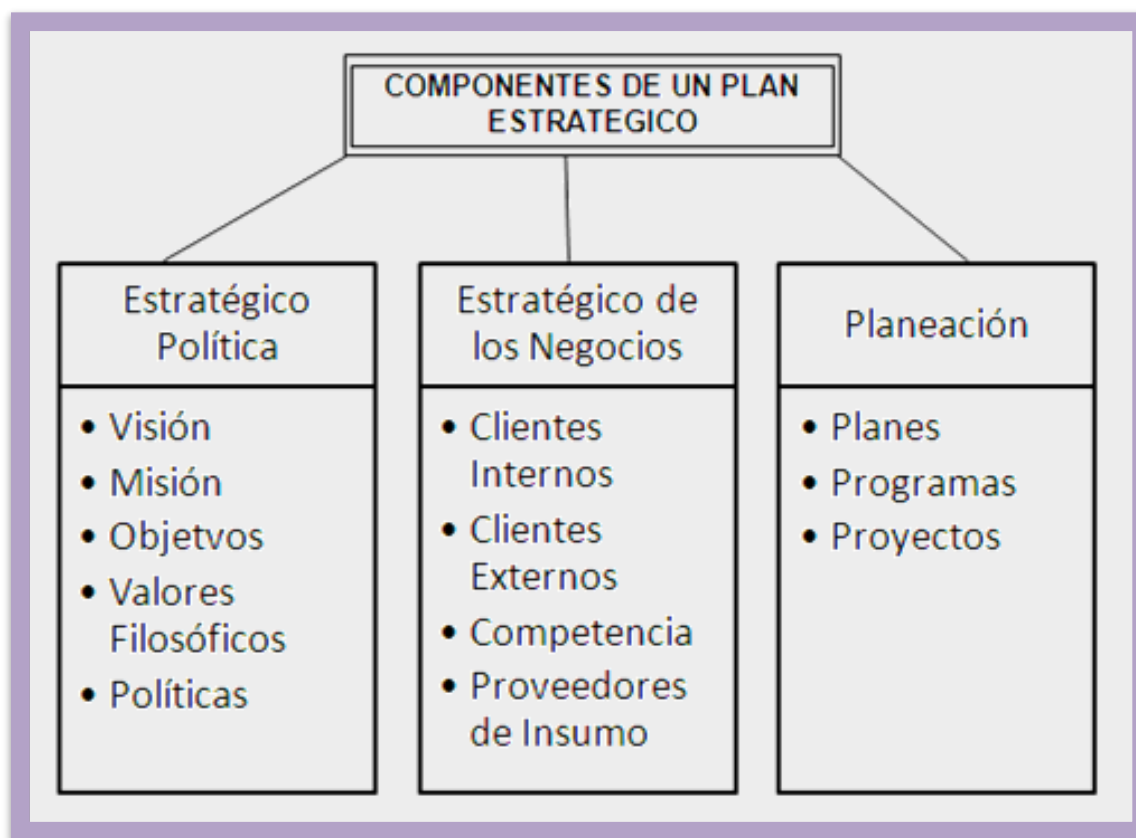 COMPONENTES DE UN PLAN
ESTRATEGICO
Estratégico
Política
• Visión
• Misión
• Objetvos
• Valores
Filosóficos
• Políticas
Estratégico de
los Negocios
• Clientes
Internos
• Clientes
Externos
• Competencia
• Proveedores
de Insumo
Planeación
• Planes
• Programas
• Proyectos